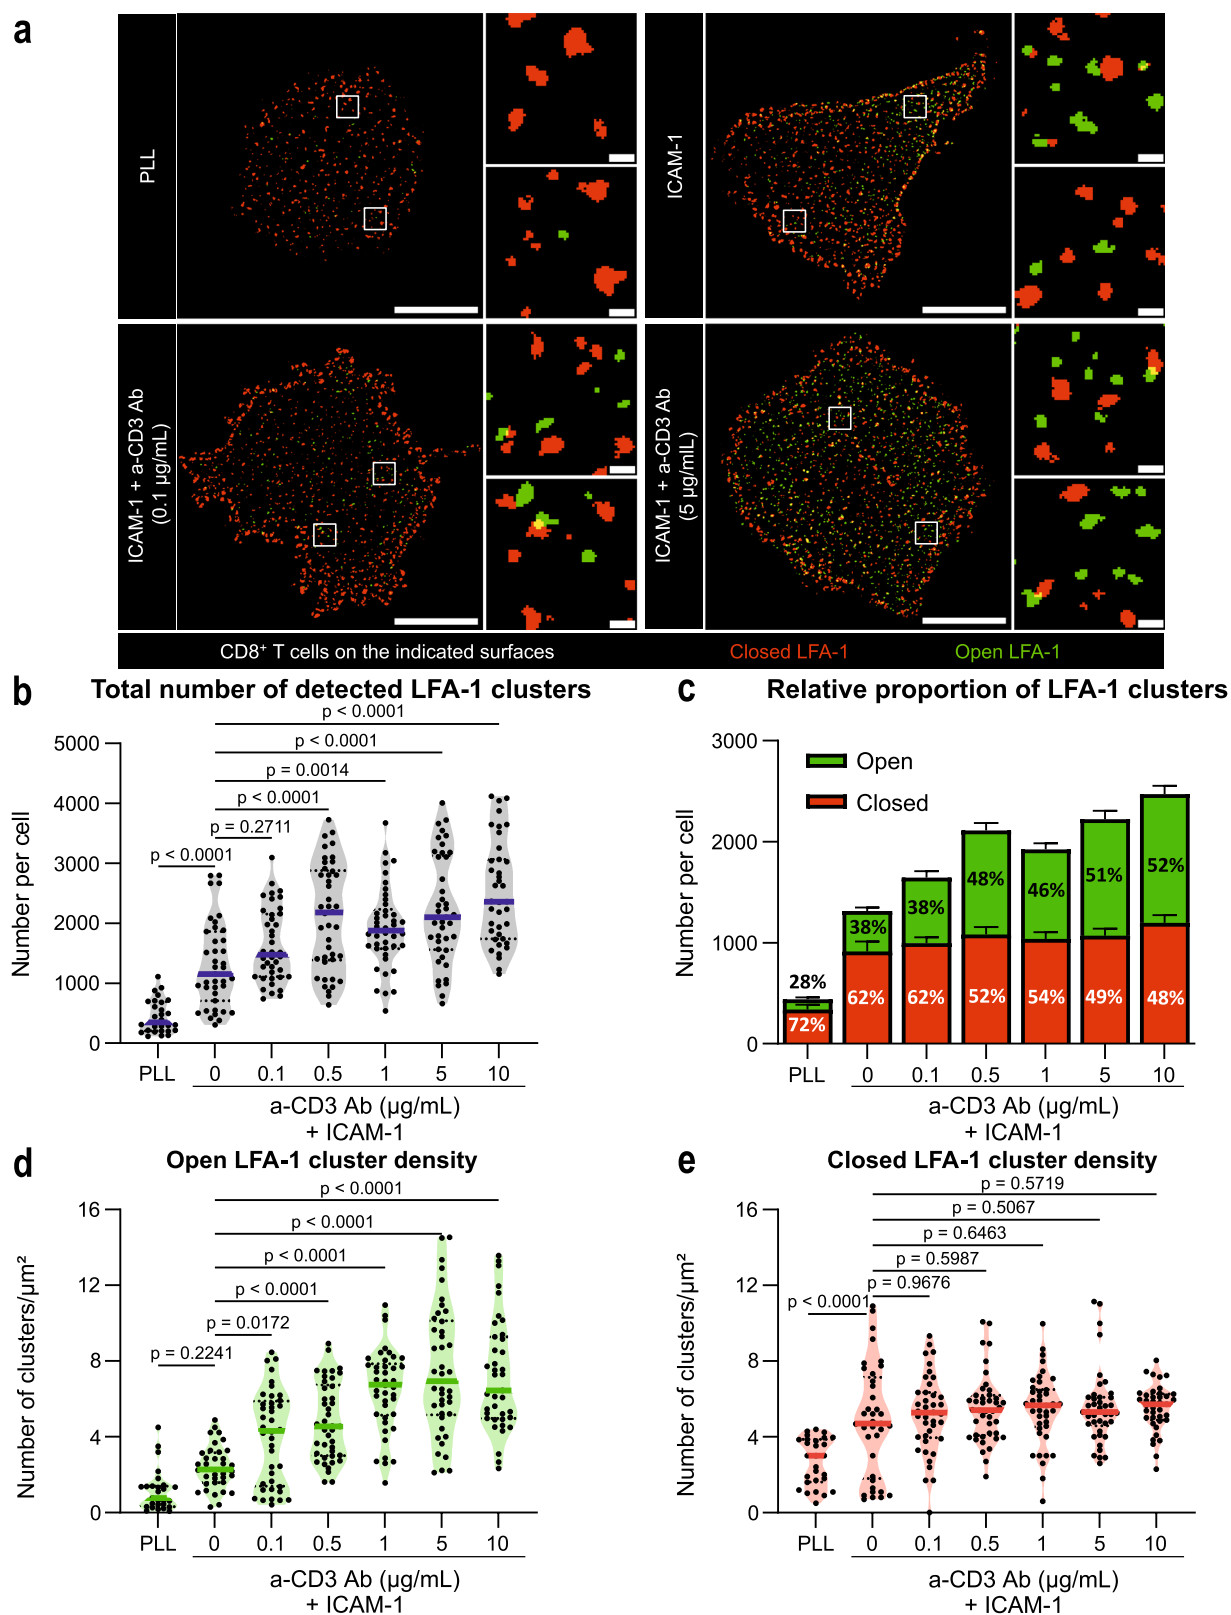 a
PLL
ICAM-1
ICAM-1 + a-CD3 Ab
(0.1 µg/mL)
ICAM-1 + a-CD3 Ab
(5 µg/mlL)
CD8⁺ T cells on the indicated surfaces
Closed LFA-1
Open LFA-1
b
Total number of detected LFA-1 clusters
p < 0.0001
p < 0.0001
p = 0.0014
p < 0.0001
p = 0.2711
p < 0.0001
Number per cell
5000
4000
3000
2000
1000
0
PLL 0 0.1 0.5 1 5 10
a-CD3 Ab (µg/mL)
+ ICAM-1
c
Relative proportion of LFA-1 clusters
Open
Closed
Number per cell
3000
2000
1000
0
28% 38% 38% 48% 46% 51% 52%
72% 62% 62% 52% 54% 49% 48%
PLL 0 0.1 0.5 1 5 10
a-CD3 Ab (µg/mL)
+ ICAM-1
d
Open LFA-1 cluster density
p < 0.0001
p < 0.0001
p < 0.0001
p < 0.0001
p = 0.0172
p = 0.2241
Number of clusters/µm²
16
12
8
4
0
PLL 0 0.1 0.5 1 5 10
a-CD3 Ab (µg/mL)
+ ICAM-1
e
Closed LFA-1 cluster density
p = 0.5719
p = 0.5067
p = 0.6463
p = 0.5987
p = 0.9676
p < 0.0001
Number of clusters/µm²
16
12
8
4
0
PLL 0 0.1 0.5 1 5 10
a-CD3 Ab (µg/mL)
+ ICAM-1